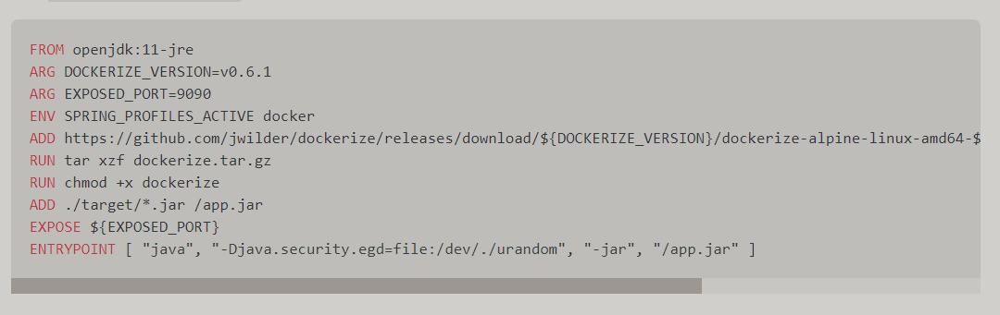 FROM openjdk:11-jre
ARG DOCKERIZE_VERSION=v0.6.1
ARG EXPOSED_PORT=9090
ENV SPRING_PROFILES_ACTIVE docker
ADD https://github.com/jwilder/dockerize/releases/download/${DOCKERIZE_VERSION}/dockerize-alpine-linux-amd64-$
RUN tar xzf dockerize.tar.gz
RUN chmod +x dockerize
ADD ./target/*.jar /app.jar
EXPOSE ${EXPOSED_PORT}
ENTRYPOINT [ "java", "-Djava.security.egd=file:/dev/./urandom", "-jar", "/app.jar" ]